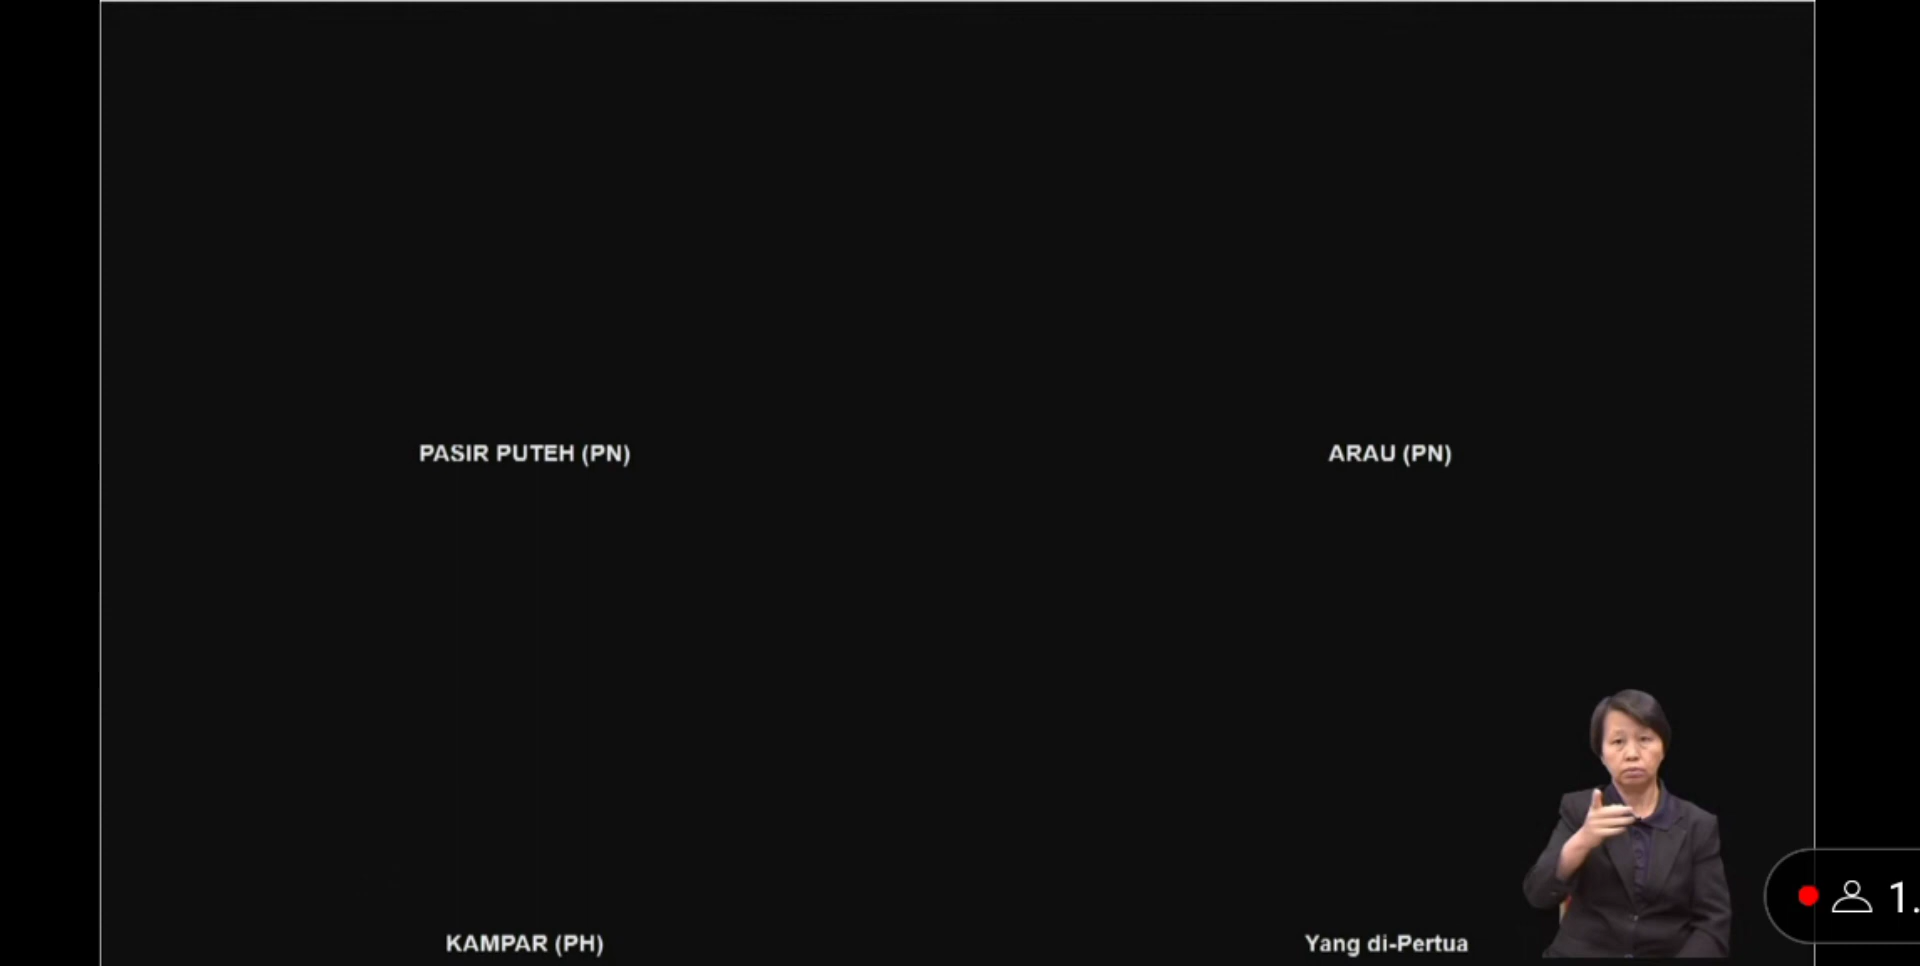 PASIR PUTEH (PN)
ARAU (PN)
KAMPAR (PH)
Yang di-Pertua
1.